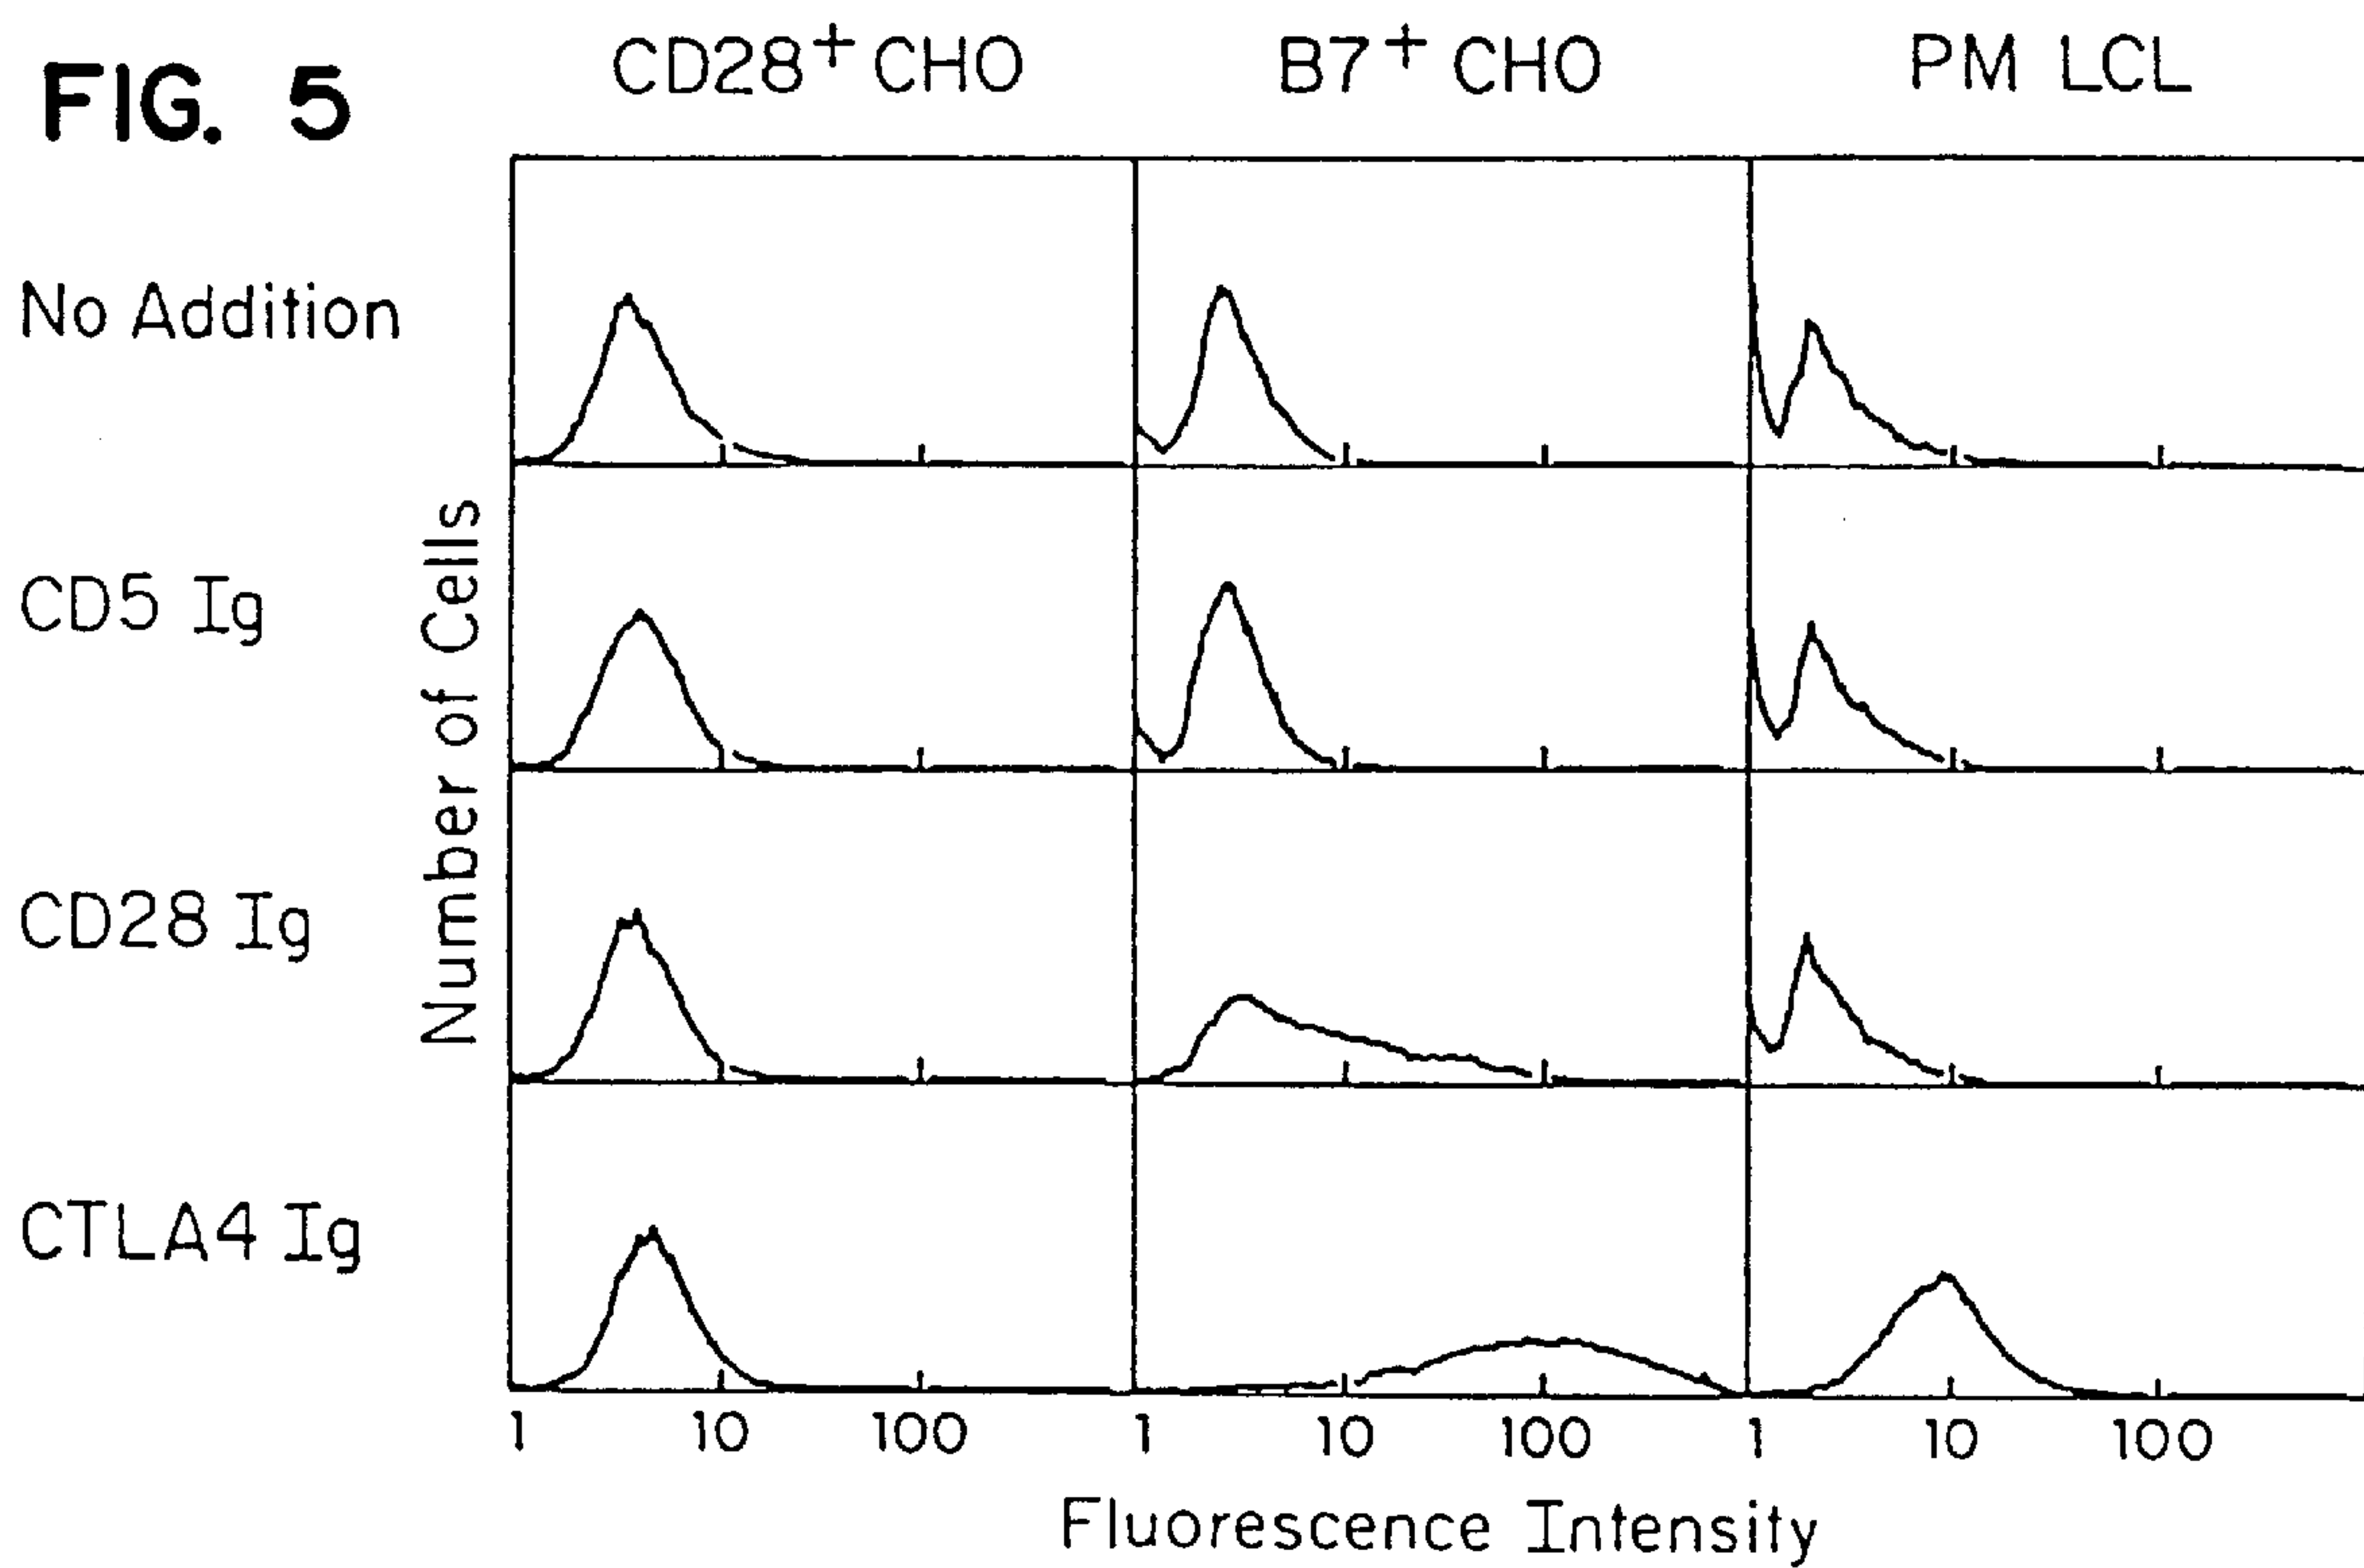 FIG. 5
CD28+ CHO B7+ CHO PM LCL
No Addition
CD5 Ig
CD28 Ig
CTLA4 Ig
Number of Cells
1 10 100 1 10 100 1 10 100
Fluorescence Intensity